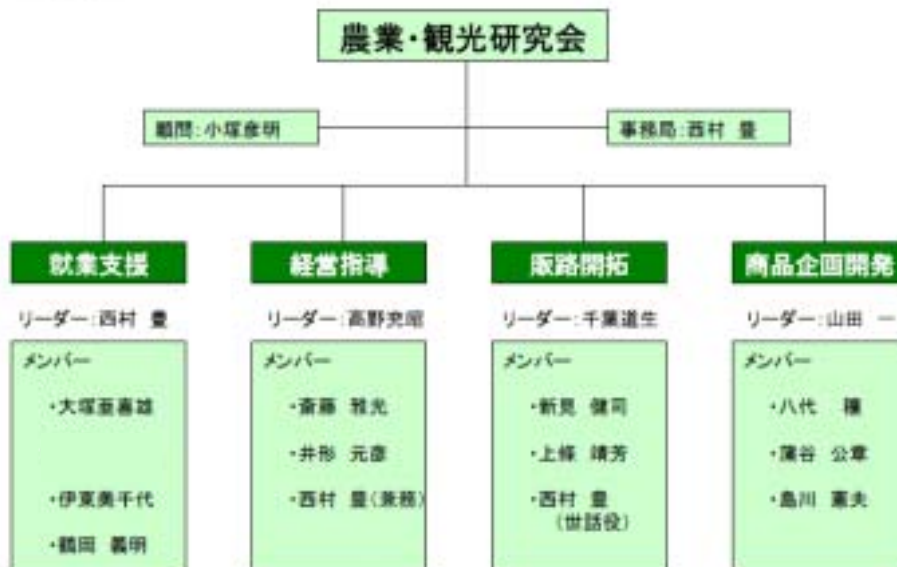 農業・観光研究会
顧問:小塚彦明
事務局:西村 豊
就業支援
経営指導
販路開拓
商品企画開発
リーダー:西村 豊
リーダー:高野充昭
リーダー:千葉道生
リーダー:山田 一
メンバー
・大塚亜喜雄
・伊東美千代
・鶴岡 義明
メンバー
・斎藤 雅光
・井形 元彦
・西村 豊(兼務)
メンバー
・新見 健司
・上條 靖芳
・西村 豊
(世話役)
メンバー
・八代 穰
・蒲谷 公章
・島川 憲夫